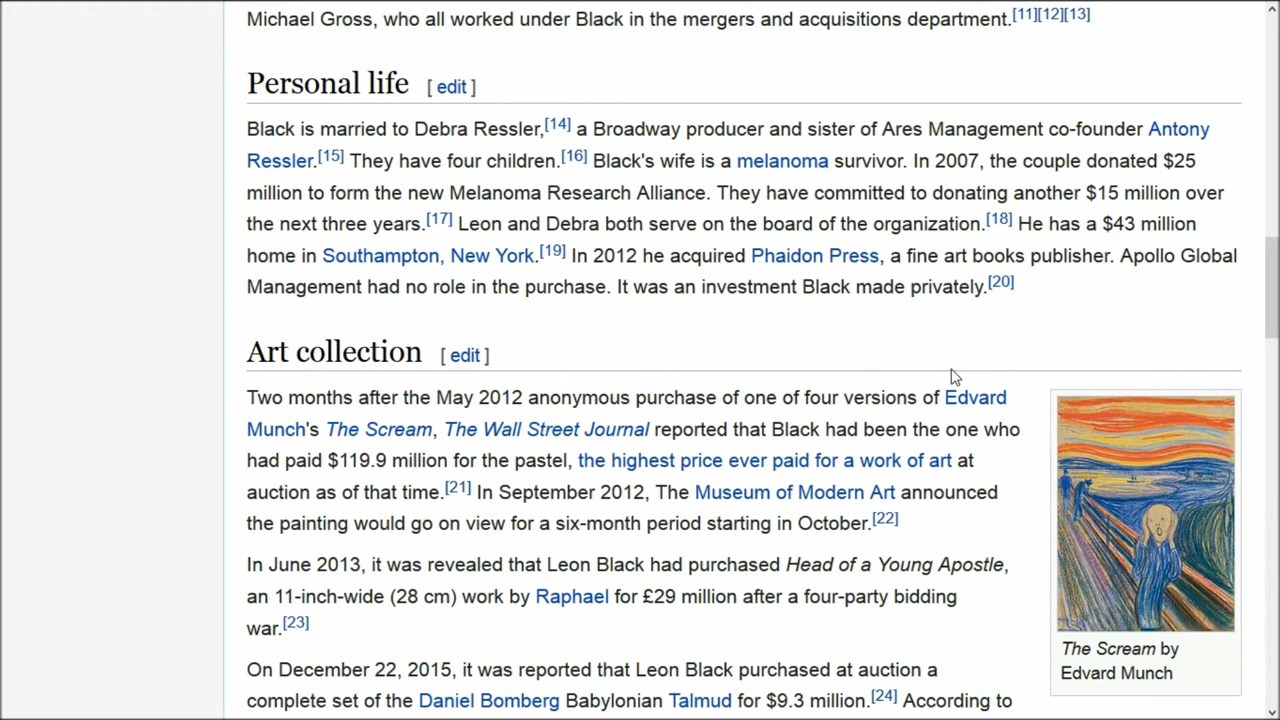 Michael Gross, who all worked under Black in the mergers and acquisitions department.[11][12][13]
Personal life [ edit ]
Black is married to Debra Ressler,[14] a Broadway producer and sister of Ares Management co-founder Antony
Ressler.[15] They have four children.[16] Black's wife is a melanoma survivor. In 2007, the couple donated $25
million to form the new Melanoma Research Alliance. They have committed to donating another $15 million over
the next three years.[17] Leon and Debra both serve on the board of the organization.[18] He has a $43 million
home in Southampton, New York.[19] In 2012 he acquired Phaidon Press, a fine art books publisher. Apollo Global
Management had no role in the purchase. It was an investment Black made privately.[20]
Art collection [ edit ]
Two months after the May 2012 anonymous purchase of one of four versions of Edvard
Munch's The Scream, The Wall Street Journal reported that Black had been the one who
had paid $119.9 million for the pastel, the highest price ever paid for a work of art at
auction as of that time.[21] In September 2012, The Museum of Modern Art announced
the painting would go on view for a six-month period starting in October.[22]
In June 2013, it was revealed that Leon Black had purchased Head of a Young Apostle,
an 11-inch-wide (28 cm) work by Raphael for £29 million after a four-party bidding
war.[23]
On December 22, 2015, it was reported that Leon Black purchased at auction a
complete set of the Daniel Bomberg Babylonian Talmud for $9.3 million.[24] According to
The Scream by
Edvard Munch